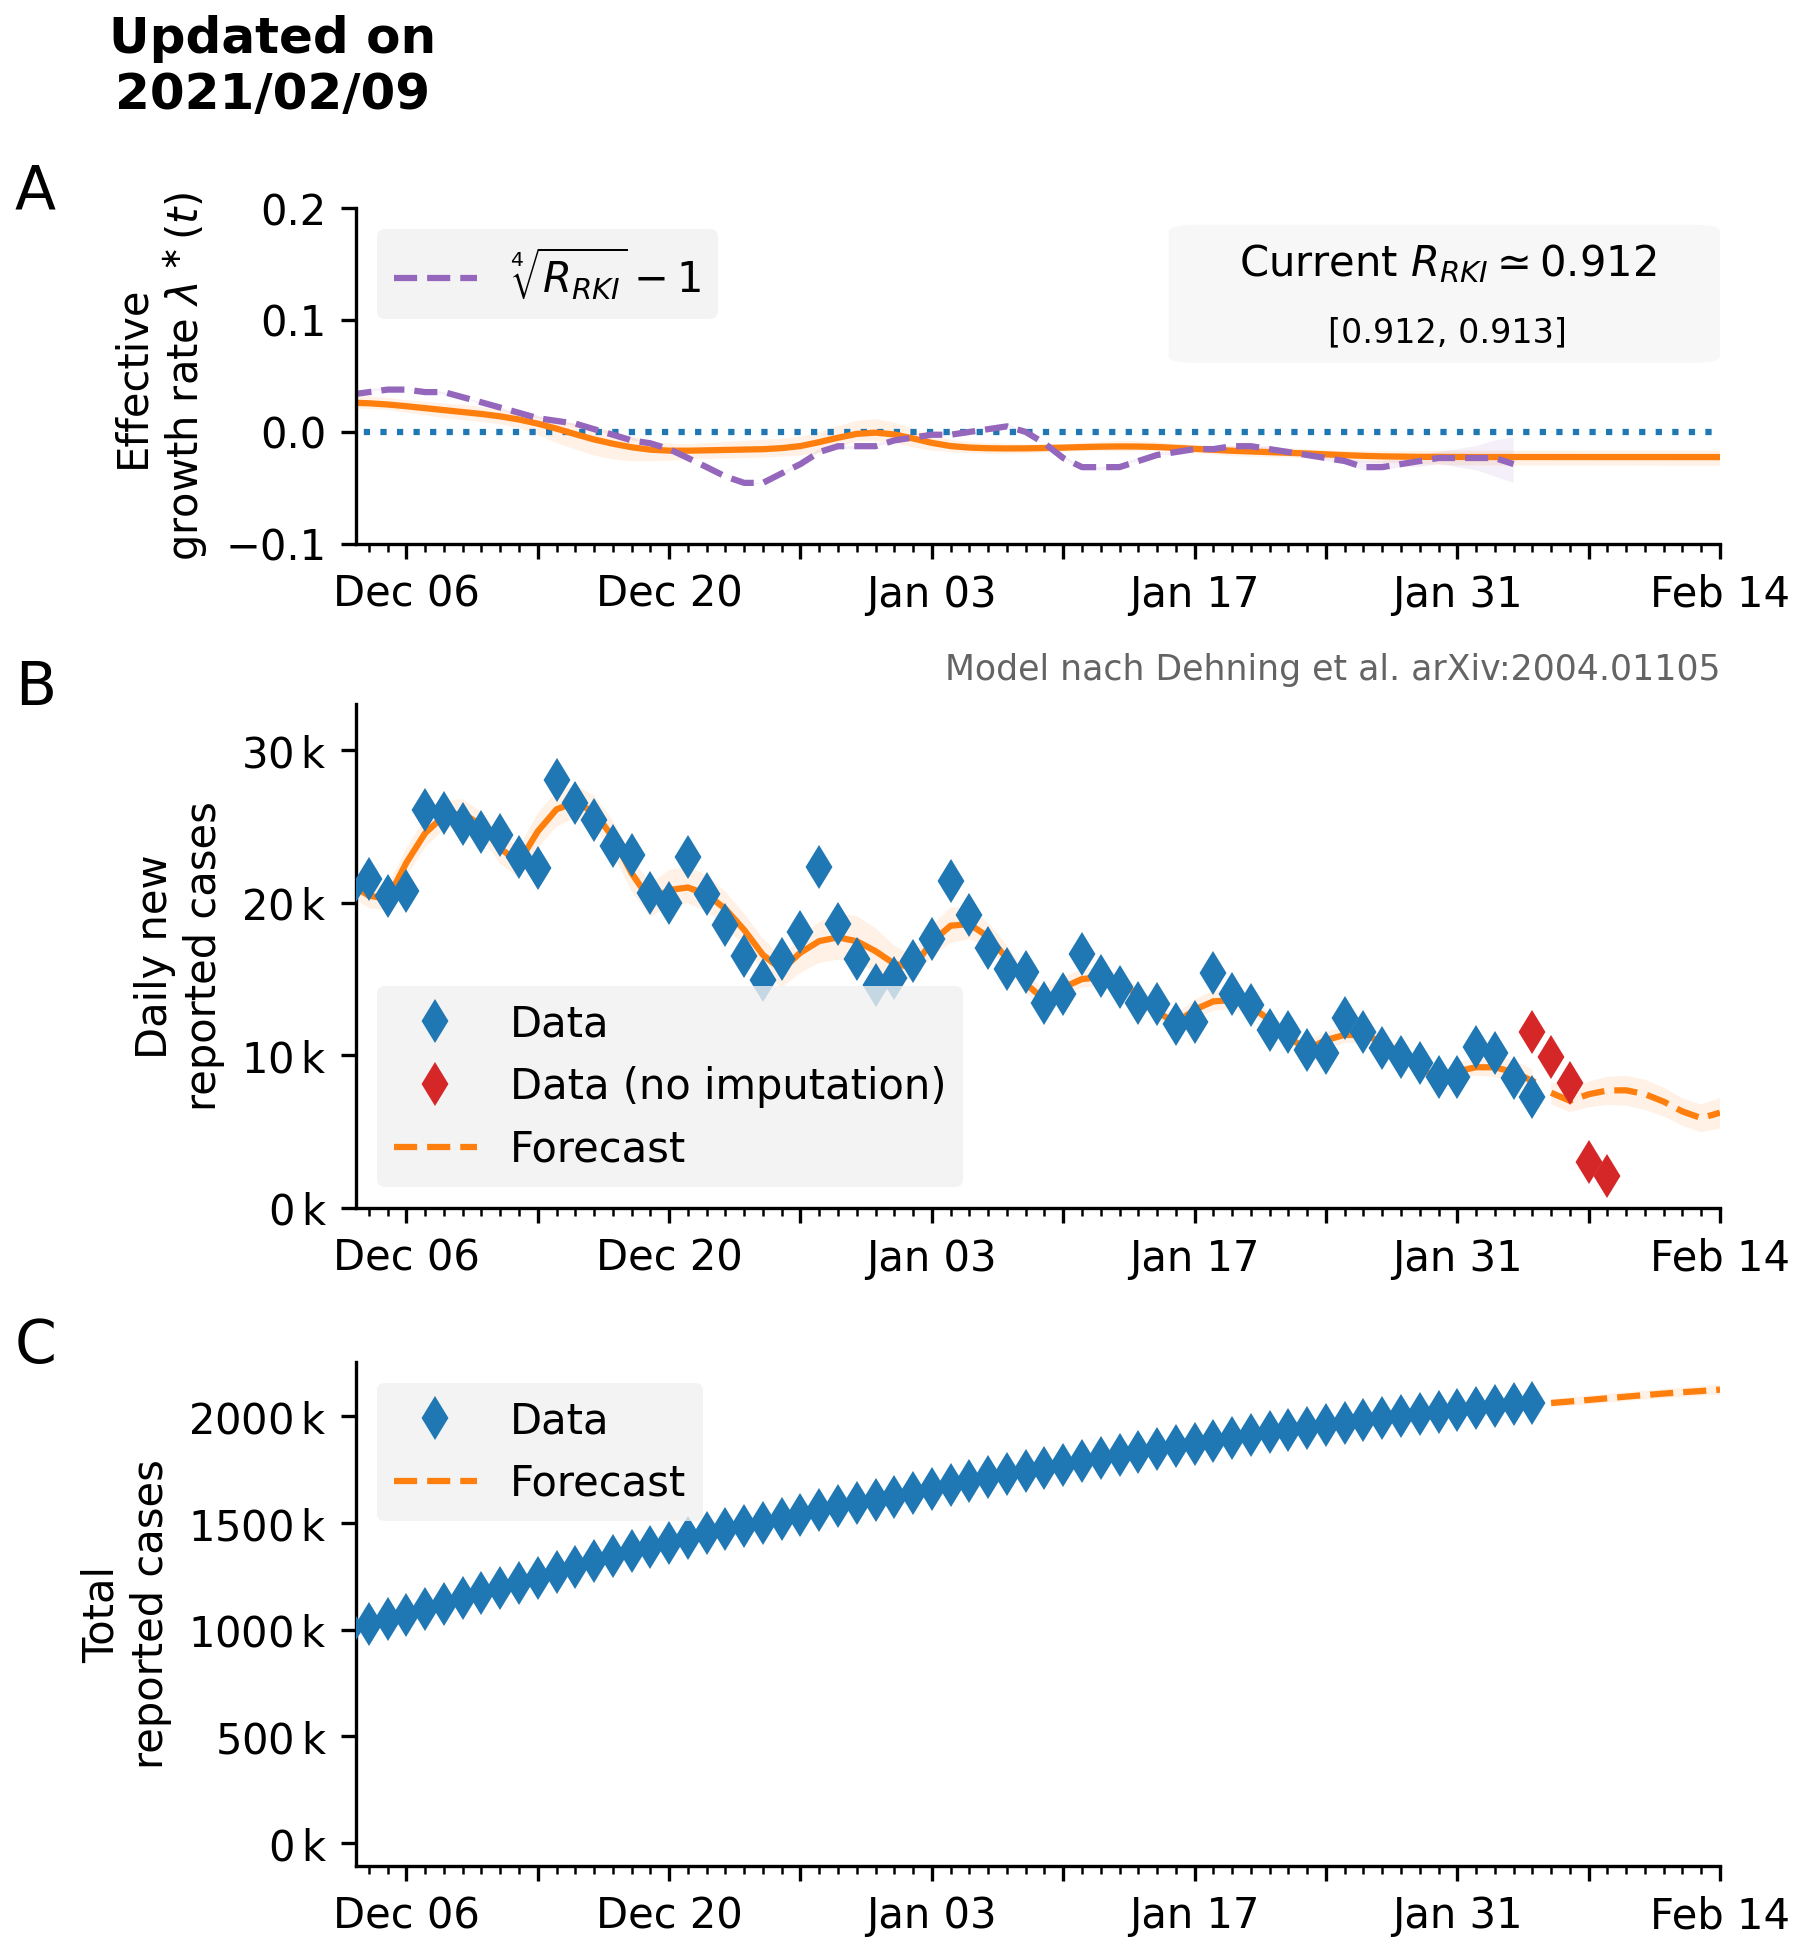 Updated on
2021/02/09
A
Effective
growth rate λ * (t)
0.2
0.1
0.0
−0.1
∜R_RKI − 1
Current R_RKI ≃ 0.912
[0.912, 0.913]
Dec 06 Dec 20 Jan 03 Jan 17 Jan 31 Feb 14
Model nach Dehning et al. arXiv:2004.01105
B
Daily new
reported cases
30 k
20 k
10 k
0 k
Data
Data (no imputation)
Forecast
Dec 06 Dec 20 Jan 03 Jan 17 Jan 31 Feb 14
C
Total
reported cases
2000 k
1500 k
1000 k
500 k
0 k
Data
Forecast
Dec 06 Dec 20 Jan 03 Jan 17 Jan 31 Feb 14